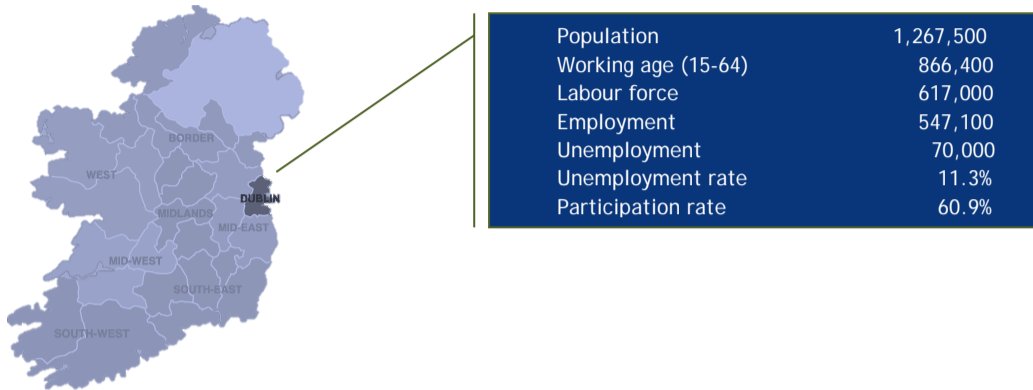 BORDER
WEST
DUBLIN
MIDLANDS
MID-EAST
MID-WEST
SOUTH-EAST
SOUTH-WEST
Population 1,267,500
Working age (15-64) 866,400
Labour force 617,000
Employment 547,100
Unemployment 70,000
Unemployment rate 11.3%
Participation rate 60.9%